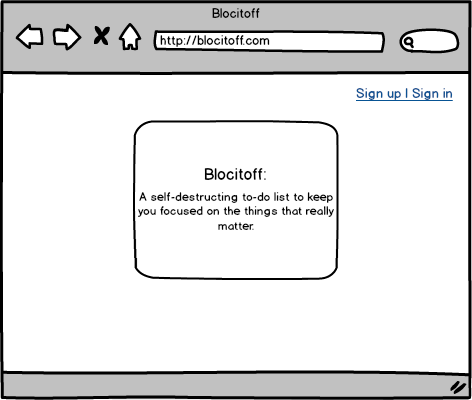 Blocitoff
http://blocitoff.com
Sign up | Sign in
Blocitoff:
A self-destructing to-do list to keep
you focused on the things that really
matter.